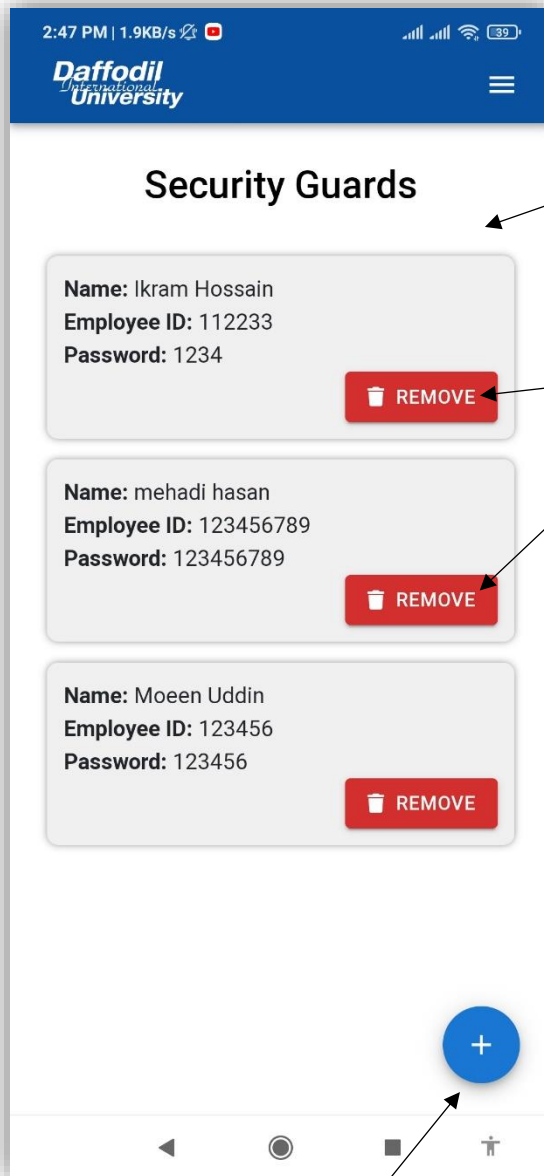 2:47 PM | 1.9KB/s 39
Daffodil
International
University
Security Guards
Name: Ikram Hossain
Employee ID: 112233
Password: 1234
REMOVE
Name: mehadi hasan
Employee ID: 123456789
Password: 123456789
REMOVE
Name: Moeen Uddin
Employee ID: 123456
Password: 123456
REMOVE